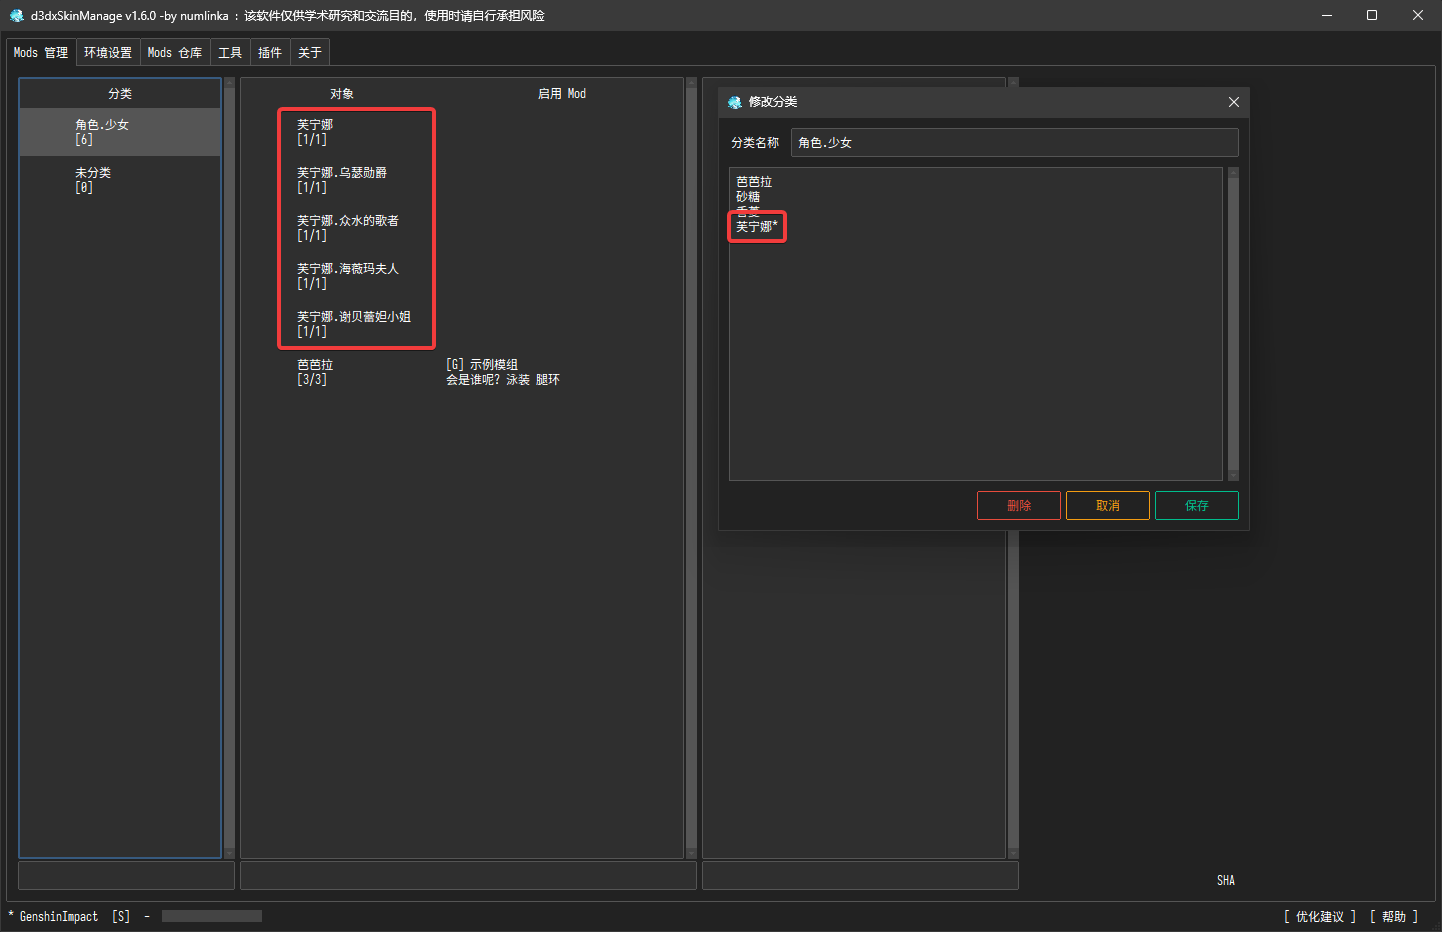 d3dxSkinManage v1.6.0 -by numlinka ：该软件仅供学术研究和交流目的，使用时请自行承担风险
Mods 管理 环境设置 Mods 仓库 工具 插件 关于
分类
角色.少女
[6]
未分类
[0]
对象 启用 Mod
芙宁娜
[1/1]
芙宁娜.乌瑟勋爵
[1/1]
芙宁娜.众水的歌者
[1/1]
芙宁娜.海薇玛夫人
[1/1]
芙宁娜.谢贝蕾妲小姐
[1/1]
芭芭拉 [G] 示例模组
[3/3] 会是谁呢? 泳装 腿环
修改分类
分类名称 角色.少女
芭芭拉
砂糖
香菱
芙宁娜*
删除 取消 保存
SHA
* GenshinImpact [S] -
[ 优化建议 ] [ 帮助 ]